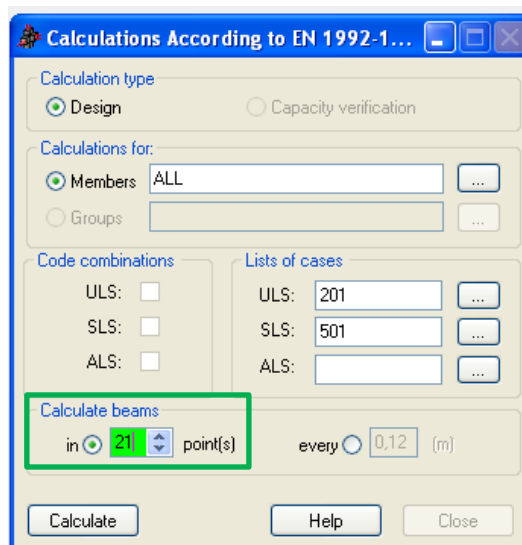 Calculations According to EN 1992-1...
Calculation type
Design Capacity verification
Calculations for:
Members ALL ...
Groups ...
Code combinations Lists of cases
ULS: ULS: 201 ...
SLS: SLS: 501 ...
ALS: ALS: ...
Calculate beams
in 21 point(s) every 0,12 (m)
Calculate Help Close